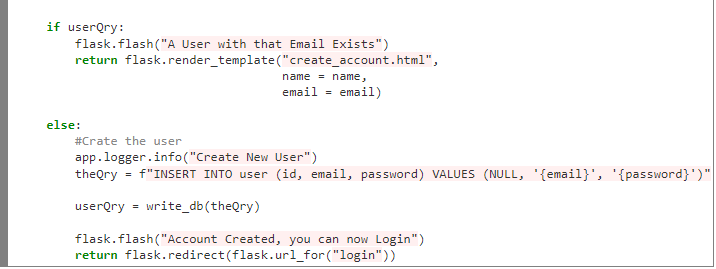 if userQry:
flask.flash("A User with that Email Exists")
return flask.render_template("create_account.html",
name = name,
email = email)
else:
#Crate the user
app.logger.info("Create New User")
theQry = f"INSERT INTO user (id, email, password) VALUES (NULL, '{email}', '{password}')"
userQry = write_db(theQry)
flask.flash("Account Created, you can now Login")
return flask.redirect(flask.url_for("login"))